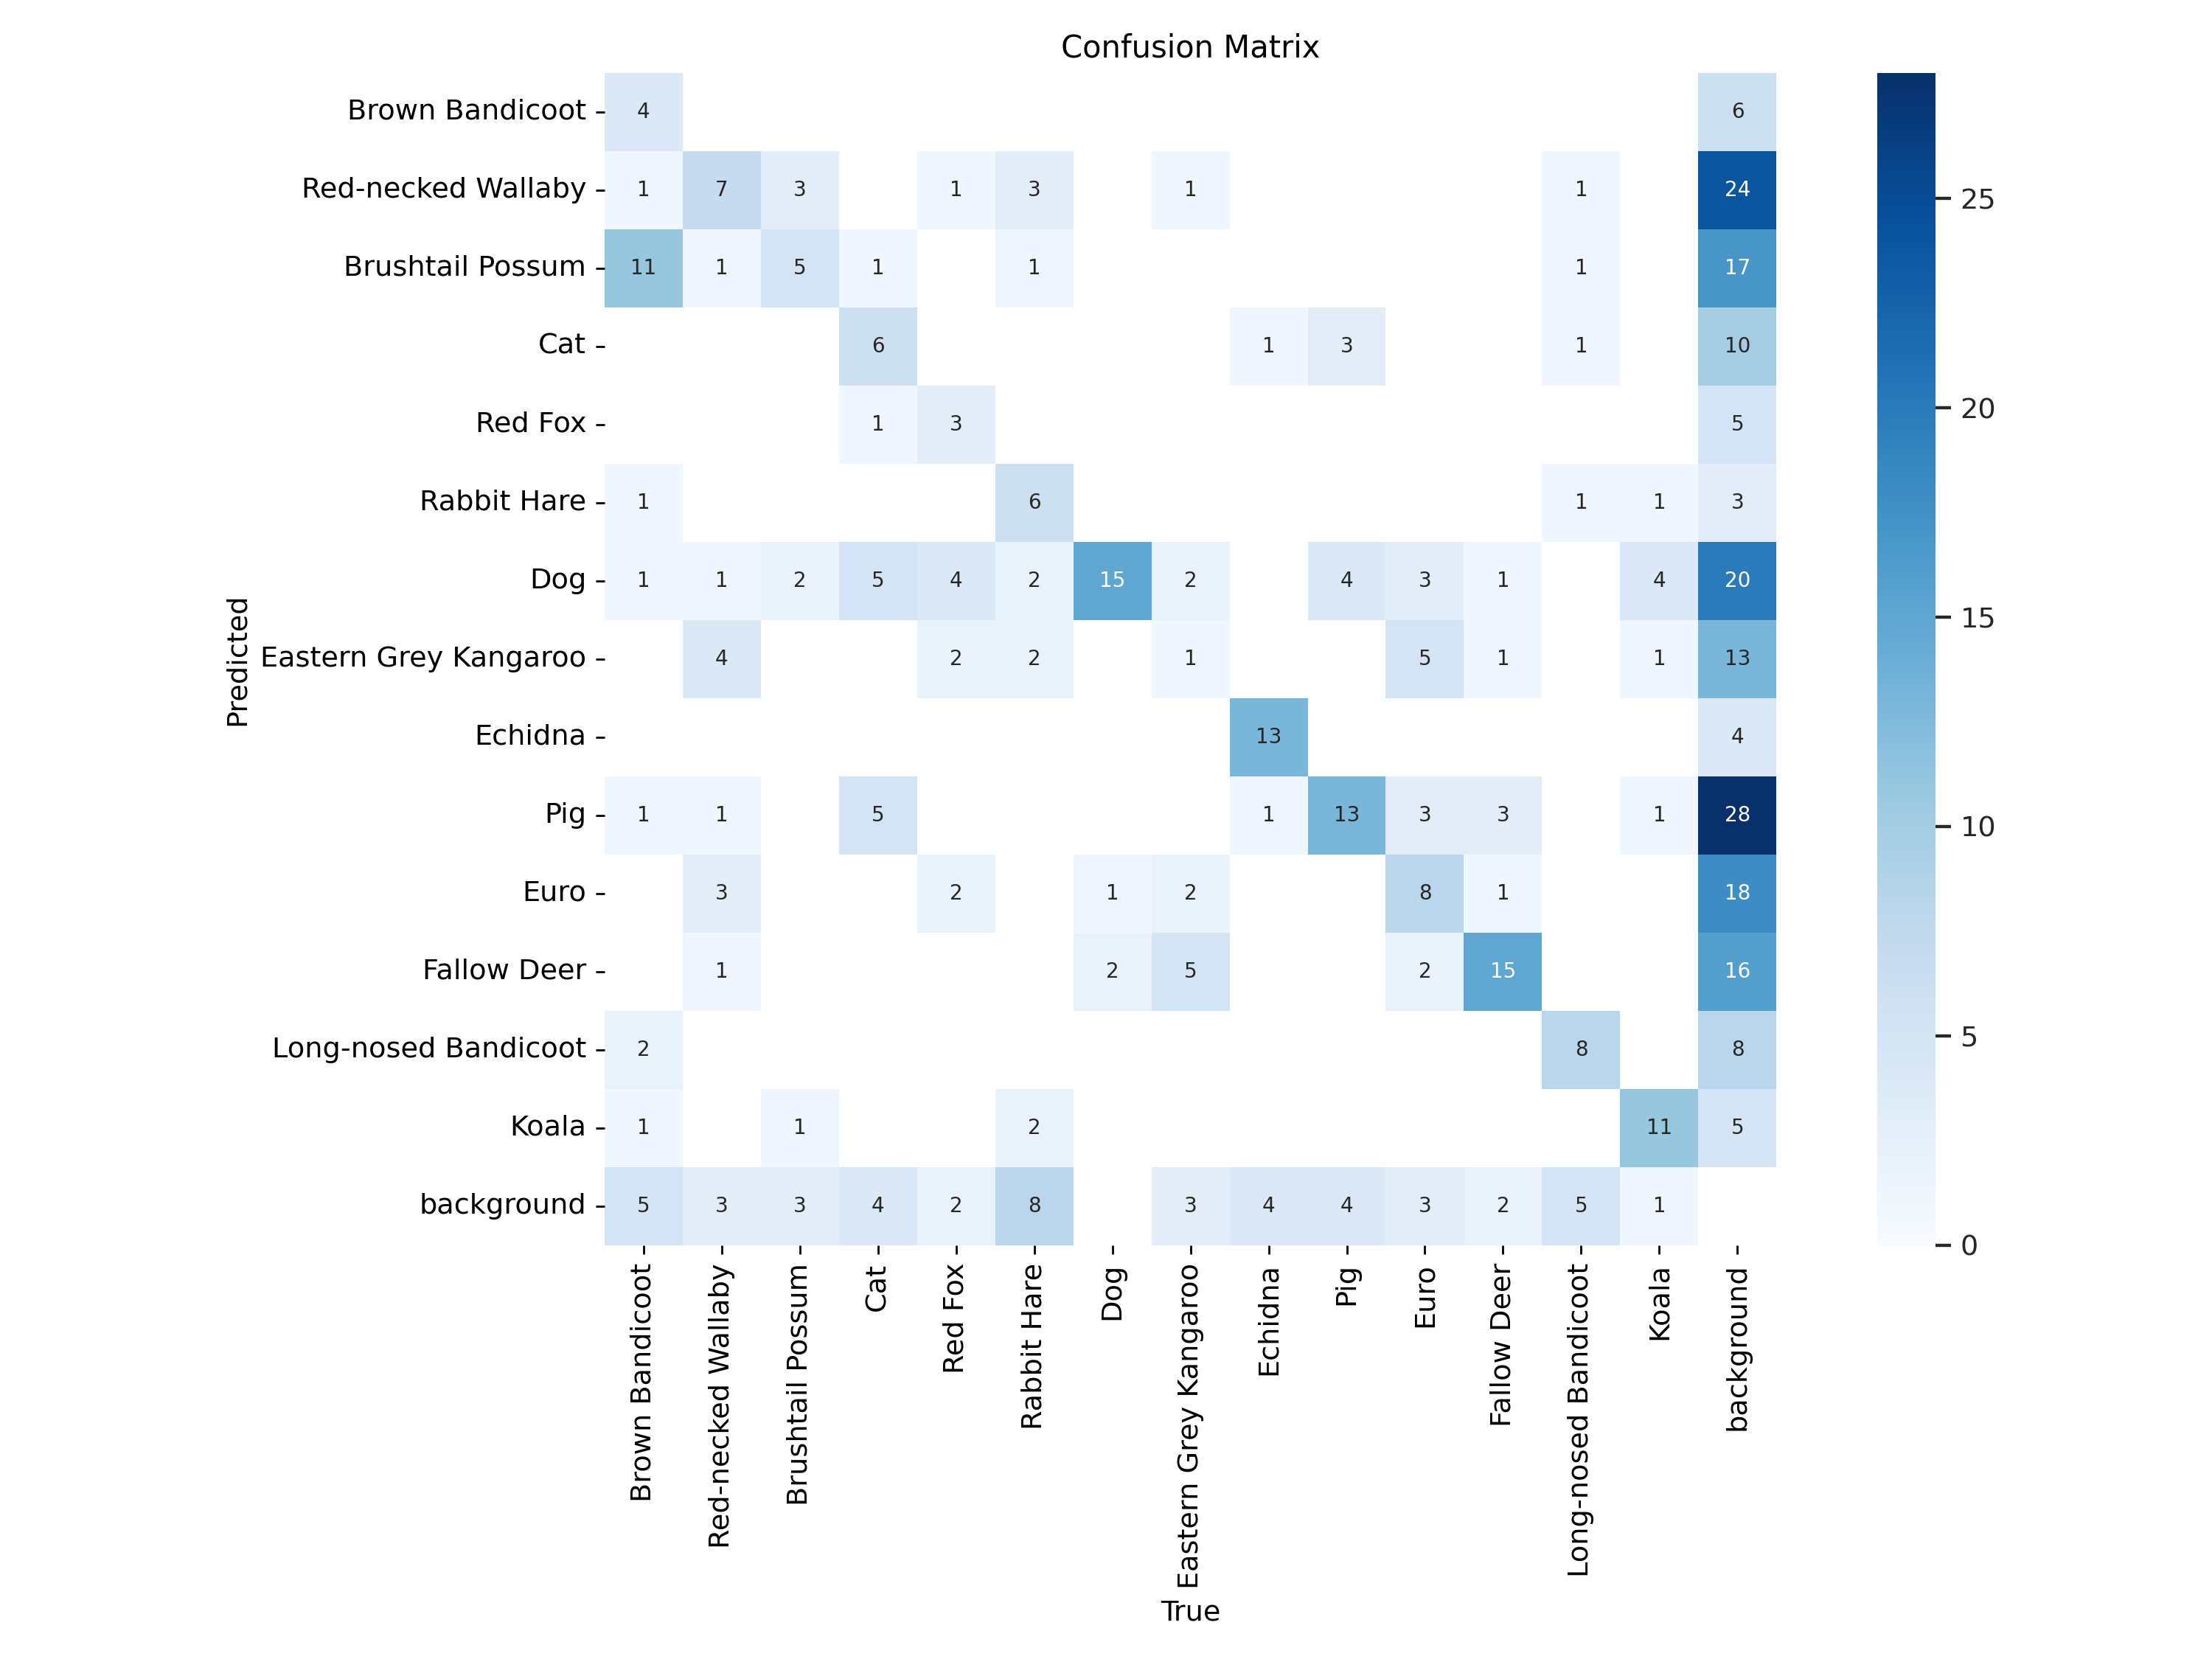 Confusion Matrix
Brown Bandicoot 4 6
Red-necked Wallaby 1 7 3 1 3 1 1 24
25
Brushtail Possum 11 1 5 1 1 1 17
Cat 6 1 3 1 10
20
Red Fox 1 3 5
Rabbit Hare 1 6 1 1 3
Dog 1 1 2 5 4 2 15 2 4 3 1 4 20
15
Predicted
Eastern Grey Kangaroo 4 2 2 1 5 1 1 13
Echidna 13 4
Pig 1 1 5 1 13 3 3 1 28
10
Euro 3 2 1 2 8 1 18
Fallow Deer 1 2 5 2 15 16
Long-nosed Bandicoot 2 8 8
5
Koala 1 1 2 11 5
background 5 3 3 4 2 8 3 4 4 3 2 5 1
0
Brown Bandicoot
Red-necked Wallaby
Brushtail Possum
Cat
Red Fox
Rabbit Hare
Dog
Eastern Grey Kangaroo
Echidna
Pig
Euro
Fallow Deer
Long-nosed Bandicoot
Koala
background
True